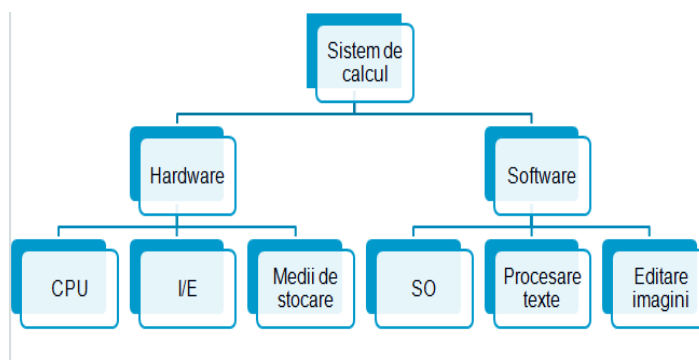 Sistem de
calcul
Hardware
Software
CPU
I/E
Medii de
stocare
SO
Procesare
texte
Editare
imagini